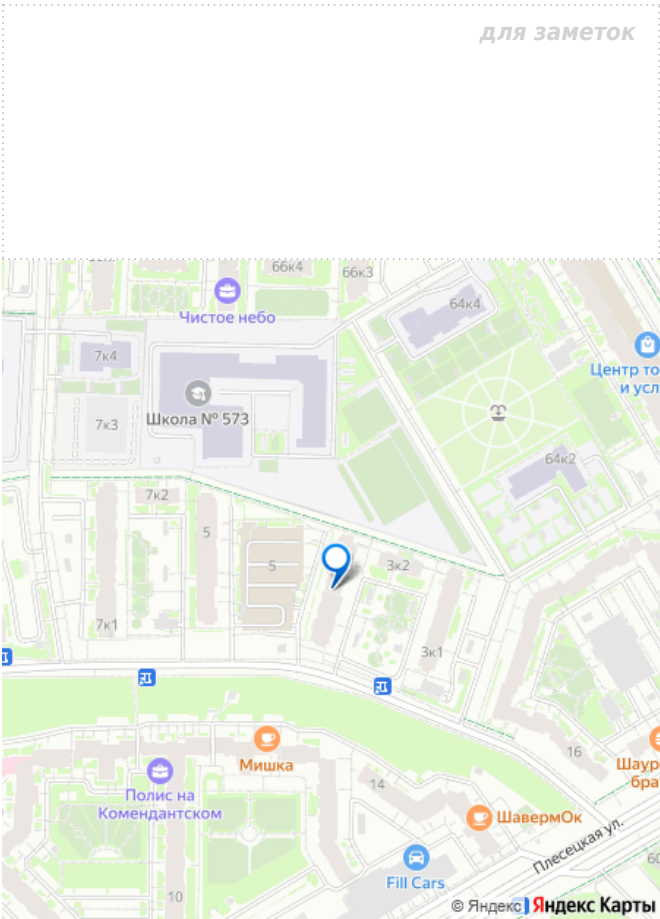 для заметок
66к4
66к3
Чистое небо
64к4
7к4
Центр то
и усл
Школа № 573
7к3
64к2
7к2
5
5
3к2
7к1
3к1
16
Мишка
Шаур
бра
14
Полис на
Комендантском
ШавермОк
Плесецкая ул.
Fill Cars
10
60
© Яндекс Яндекс Карты